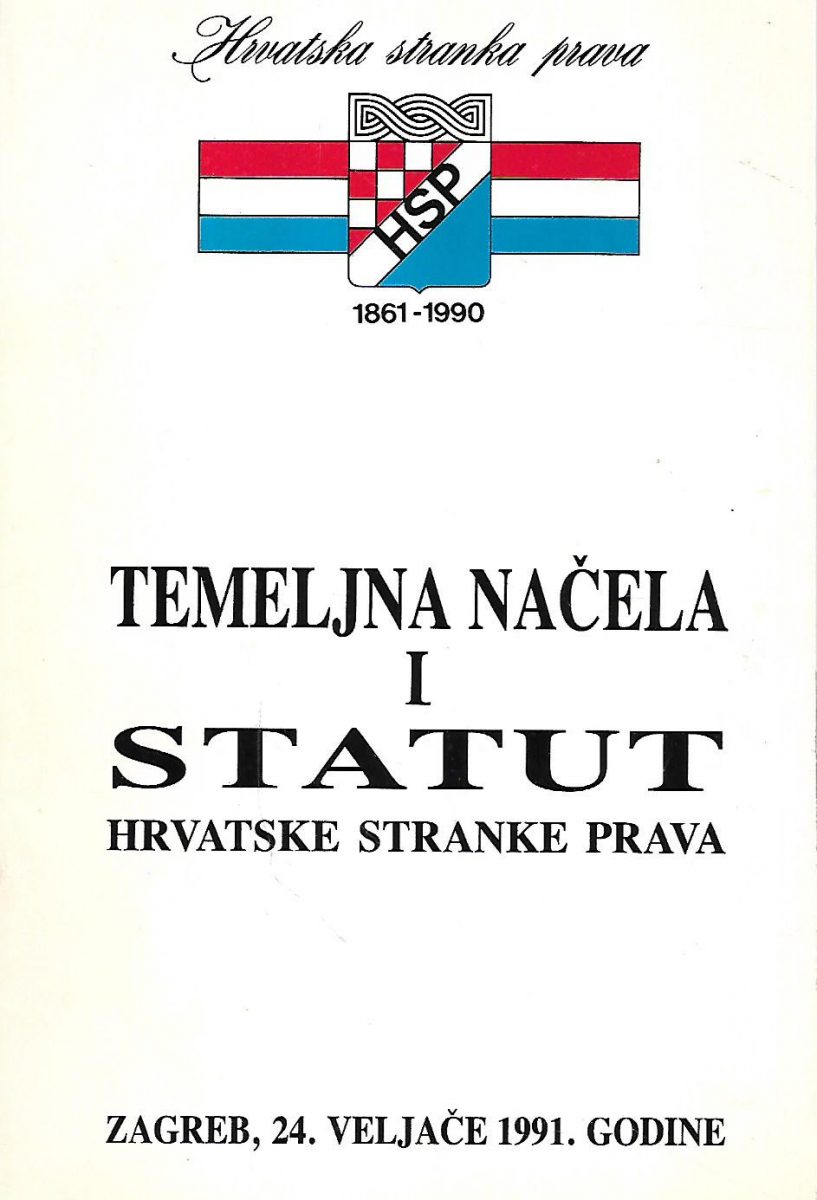 Hrvatska stranka prava
HSP
1861-1990
TEMELJNA NAČELA
I
STATUT
HRVATSKE STRANKE PRAVA
ZAGREB, 24. VELJAČE 1991. GODINE